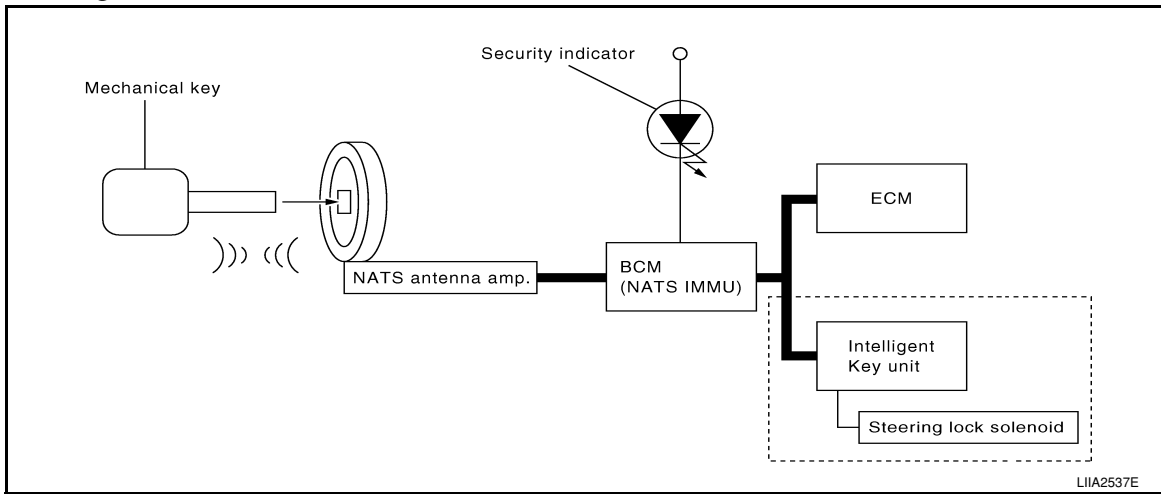 Security indicator
Mechanical key
ECM
NATS antenna amp.
BCM
(NATS IMMU)
Intelligent
Key unit
Steering lock solenoid
LIIA2537E